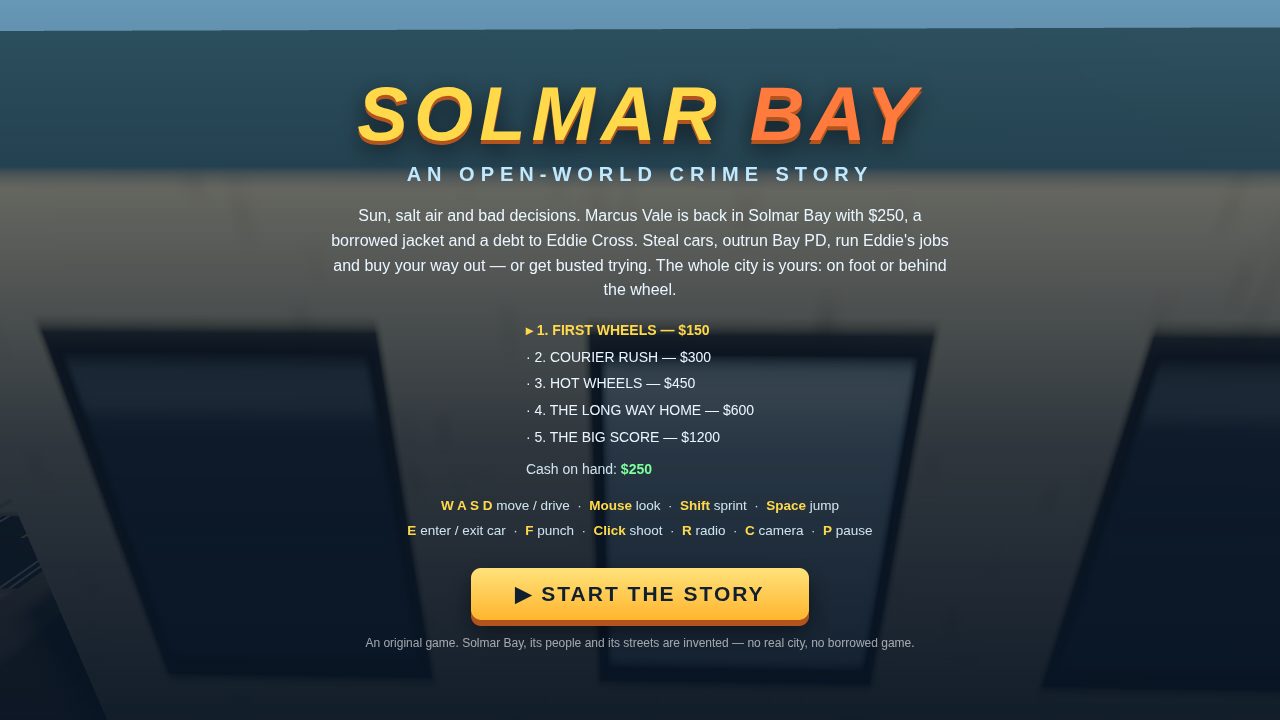 SOLMAR BAY
AN OPEN-WORLD CRIME STORY
Sun, salt air and bad decisions. Marcus Vale is back in Solmar Bay with $250, a
borrowed jacket and a debt to Eddie Cross. Steal cars, outrun Bay PD, run Eddie's jobs
and buy your way out — or get busted trying. The whole city is yours: on foot or behind
the wheel.
▸ 1. FIRST WHEELS — $150
· 2. COURIER RUSH — $300
· 3. HOT WHEELS — $450
· 4. THE LONG WAY HOME — $600
· 5. THE BIG SCORE — $1200
Cash on hand: $250
W A S D move / drive · Mouse look · Shift sprint · Space jump
E enter / exit car · F punch · Click shoot · R radio · C camera · P pause
▶ START THE STORY
An original game. Solmar Bay, its people and its streets are invented — no real city, no borrowed game.